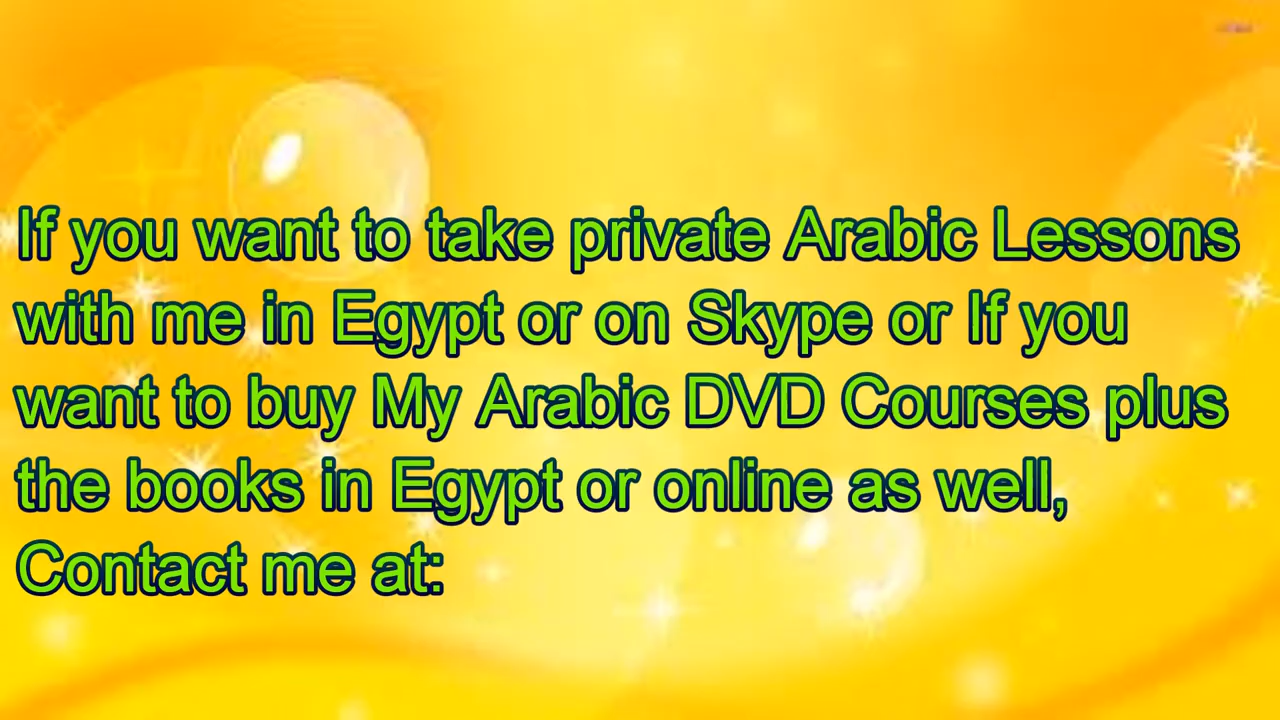 If you want to take private Arabic Lessons
with me in Egypt or on Skype or If you
want to buy My Arabic DVD Courses plus
the books in Egypt or online as well,
Contact me at: